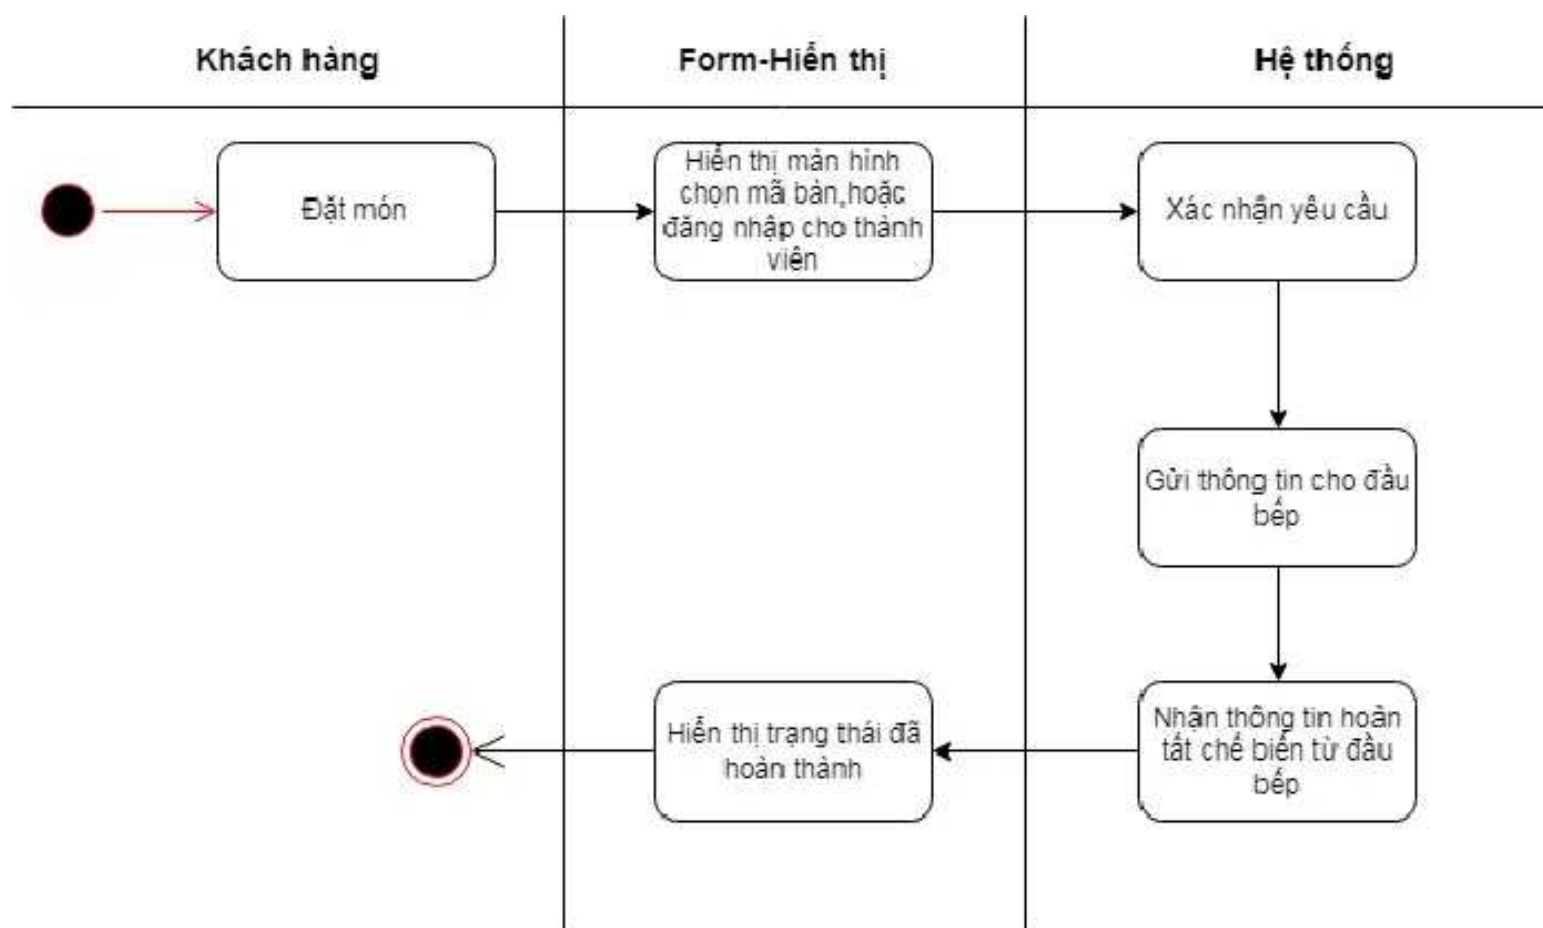 Khách hàng
Form-Hiển thị
Hệ thống
Đặt món
Hiển thị màn hình
chọn mã bàn,hoặc
đăng nhập cho thành
viên
Xác nhận yêu cầu
Gửi thông tin cho đầu
bếp
Nhận thông tin hoàn
tất chế biến từ đầu
bếp
Hiển thị trạng thái đã
hoàn thành